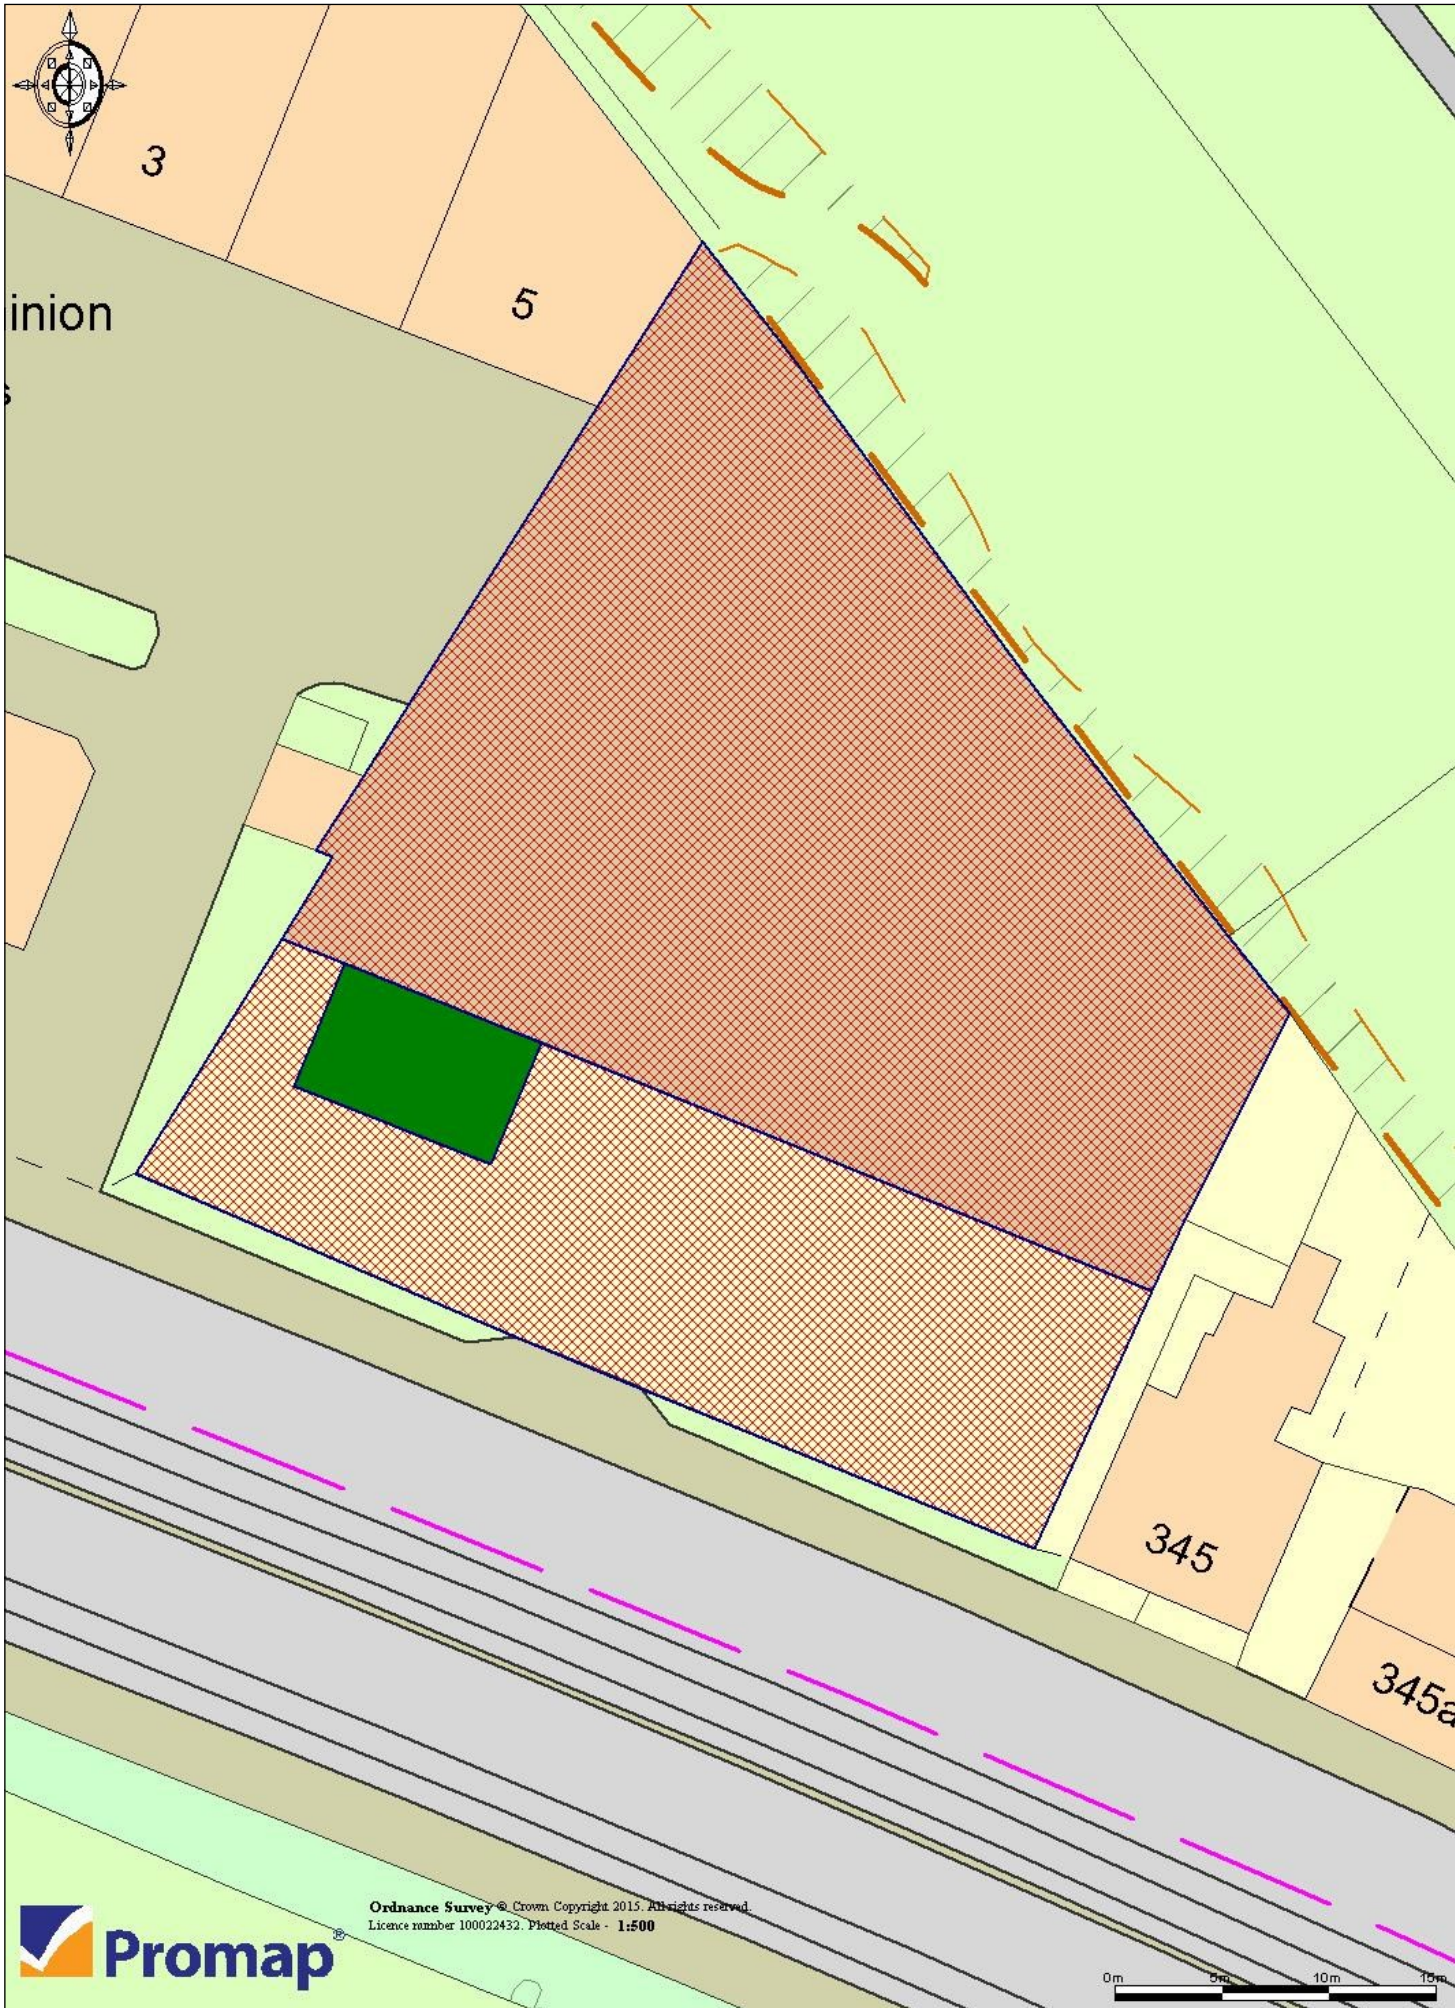 3
5
inion
s
345
345a
Ordnance Survey © Crown Copyright 2015. All rights reserved.
Licence number 100022432. Plotted Scale - 1:500
Promap®
0m 5m 10m 15m